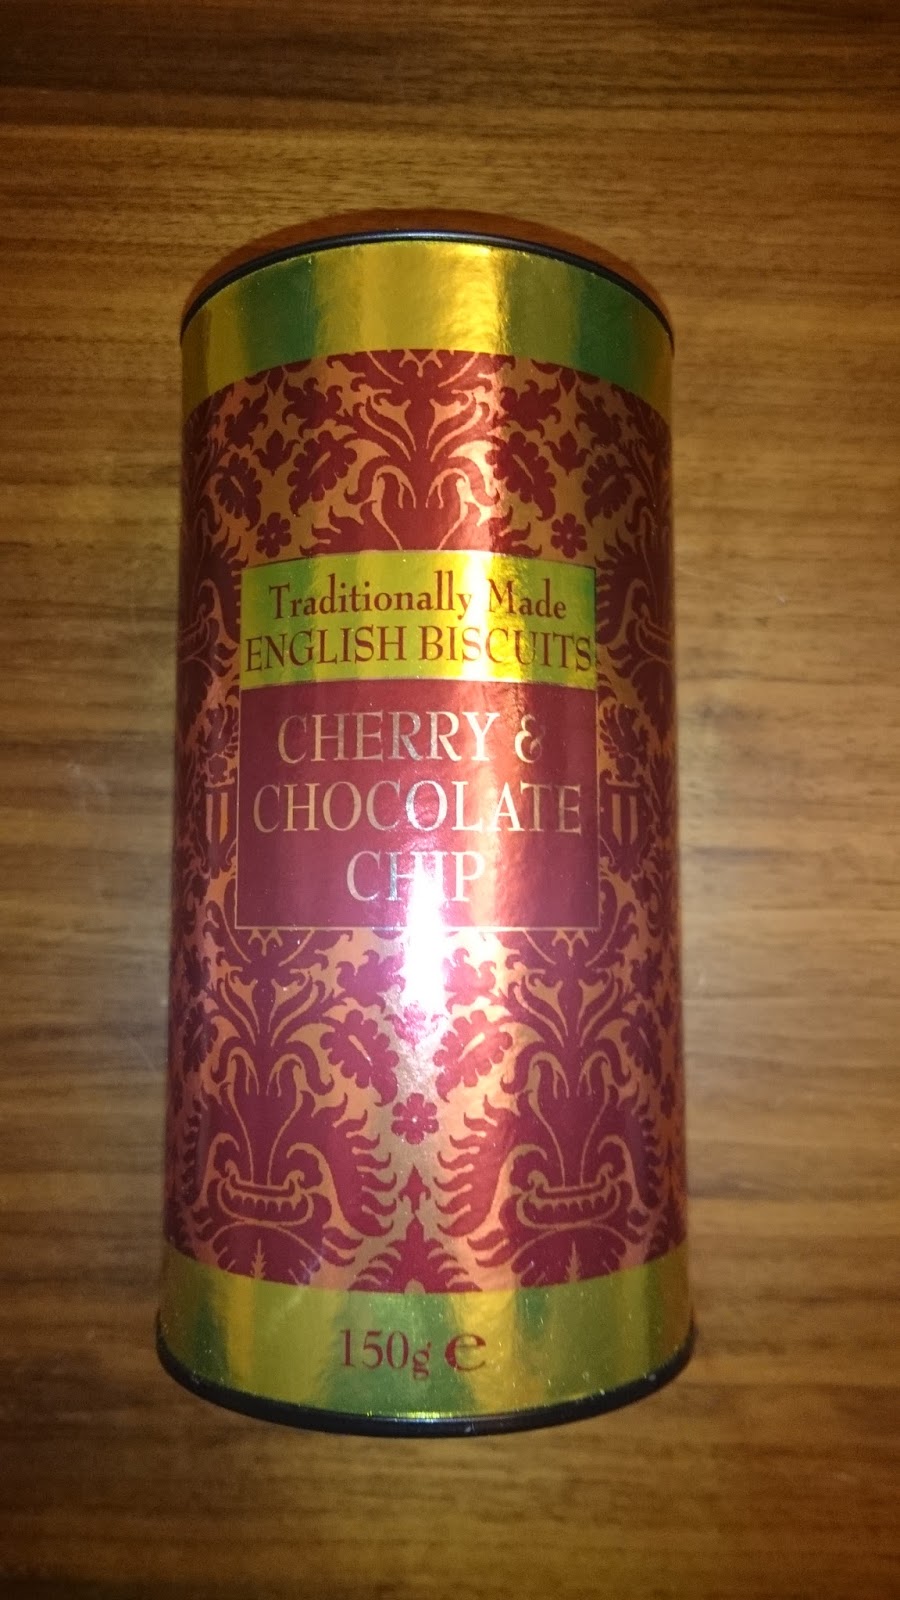 Traditionally Made
ENGLISH BISCUITS
CHERRY &
CHOCOLATE
CHIP
150g ℮